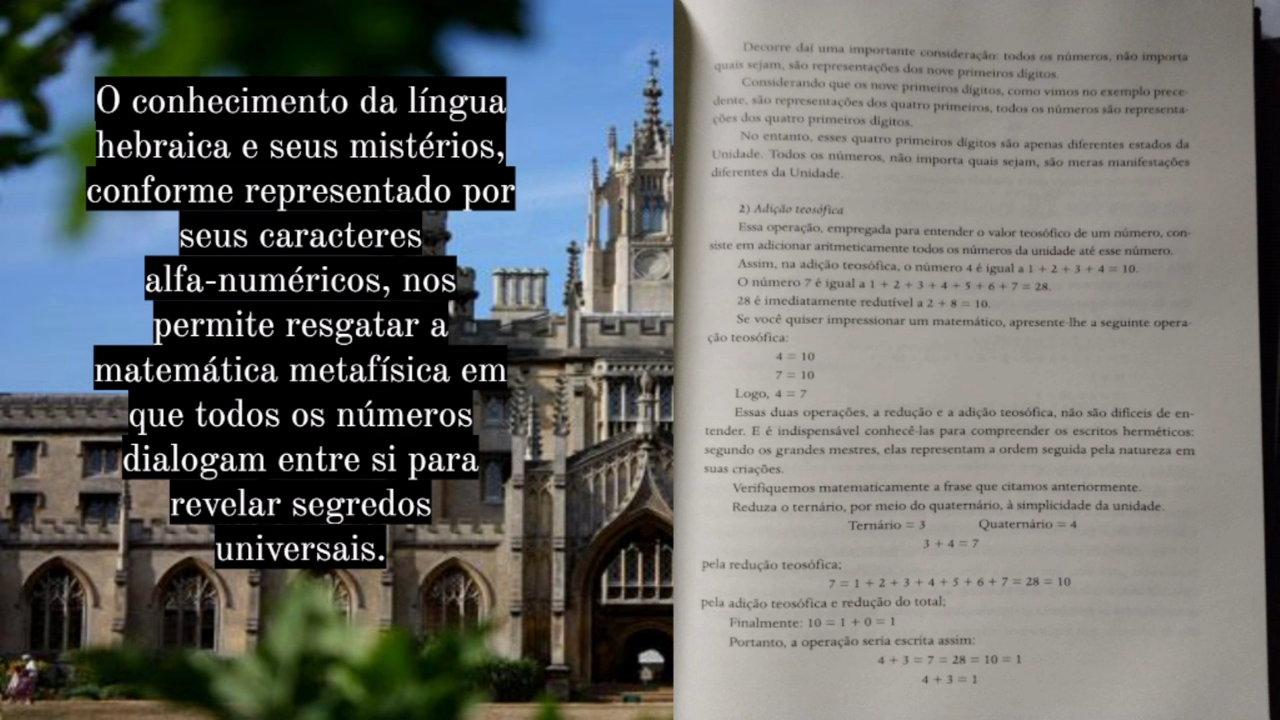 O conhecimento da língua
hebraica e seus mistérios,
conforme representado por
seus caracteres
alfa-numéricos, nos
permite resgatar a
matemática metafísica em
que todos os números
dialogam entre si para
revelar segredos
universais.
Decorre daí uma importante consideração: todos os números, não importa
quais sejam, são representações dos nove primeiros dígitos.
Considerando que os nove primeiros dígitos, como vimos no exemplo prece-
dente, são representações dos quatro primeiros, todos os números são representa-
ções dos quatro primeiros dígitos.
No entanto, esses quatro primeiros dígitos são apenas diferentes estados da
Unidade. Todos os números, não importa quais sejam, são meras manifestações
diferentes da Unidade.
2) Adição teosófica
Essa operação, empregada para entender o valor teosófico de um número, con-
siste em adicionar aritmeticamente todos os números da unidade até esse número.
Assim, na adição teosófica, o número 4 é igual a 1 + 2 + 3 + 4 = 10.
O número 7 é igual a 1 + 2 + 3 + 4 + 5 + 6 + 7 = 28.
28 é imediatamente redutível a 2 + 8 = 10.
Se você quiser impressionar um matemático, apresente-lhe a seguinte opera-
ção teosófica:
4 = 10
7 = 10
Logo, 4 = 7
Essas duas operações, a redução e a adição teosófica, não são difíceis de en-
tender. E é indispensável conhecê-las para compreender os escritos herméticos:
segundo os grandes mestres, elas representam a ordem seguida pela natureza em
suas criações.
Verifiquemos matematicamente a frase que citamos anteriormente.
Reduza o ternário, por meio do quaternário, à simplicidade da unidade.
Ternário = 3 Quaternário = 4
3 + 4 = 7
pela redução teosófica;
7 = 1 + 2 + 3 + 4 + 5 + 6 + 7 = 28 = 10
pela adição teosófica e redução do total;
Finalmente: 10 = 1 + 0 = 1
Portanto, a operação seria escrita assim:
4 + 3 = 7 = 28 = 10 = 1
4 + 3 = 1